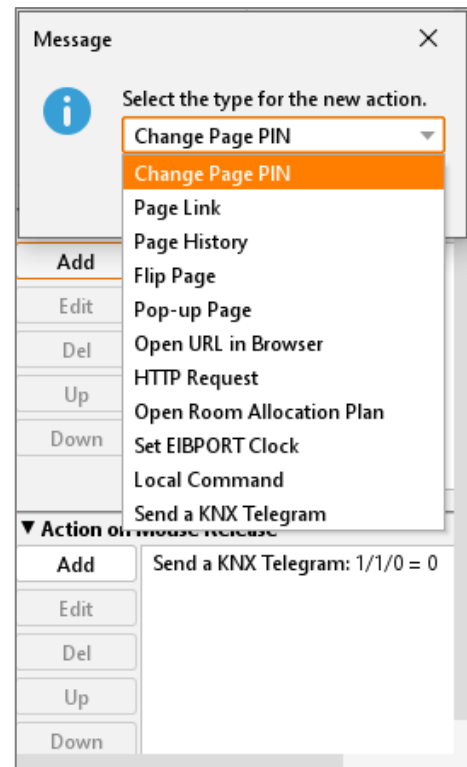 Message
Select the type for the new action.
Change Page PIN
Change Page PIN
Page Link
Page History
Flip Page
Pop-up Page
Open URL in Browser
HTTP Request
Open Room Allocation Plan
Set EIBPORT Clock
Local Command
Send a KNX Telegram
Add
Edit
Del
Up
Down
Action on Mouse Release
Add
Send a KNX Telegram: 1/1/0 = 0
Edit
Del
Up
Down